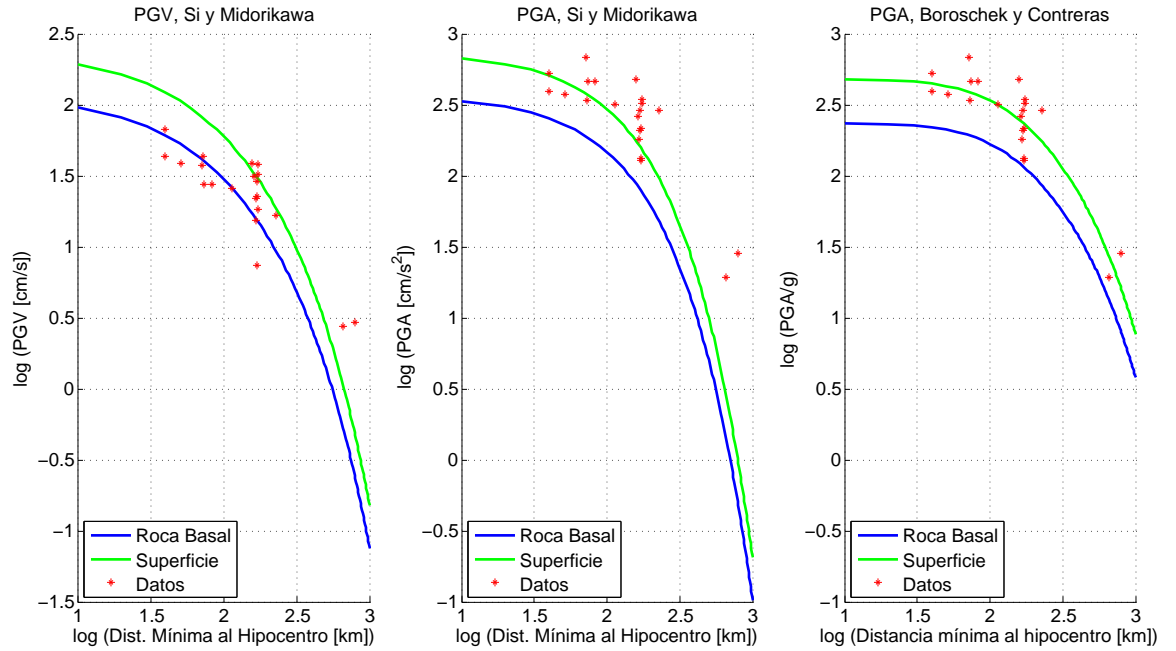 PGV, Si y Midorikawa
2.5
2
1.5
1
0.5
0
−0.5
−1
−1.5
log (PGV [cm/s])
Roca Basal
Superficie
Datos
1 1.5 2 2.5 3
log (Dist. Mínima al Hipocentro [km])
PGA, Si y Midorikawa
3
2.5
2
1.5
1
0.5
0
−0.5
−1
log (PGA [cm/s²])
Roca Basal
Superficie
Datos
1 1.5 2 2.5 3
log (Dist. Mínima al Hipocentro [km])
PGA, Boroschek y Contreras
3
2.5
2
1.5
1
0.5
0
−0.5
−1
log (PGA/g)
Roca Basal
Superficie
Datos
1 1.5 2 2.5 3
log (Distancia mínima al hipocentro [km])